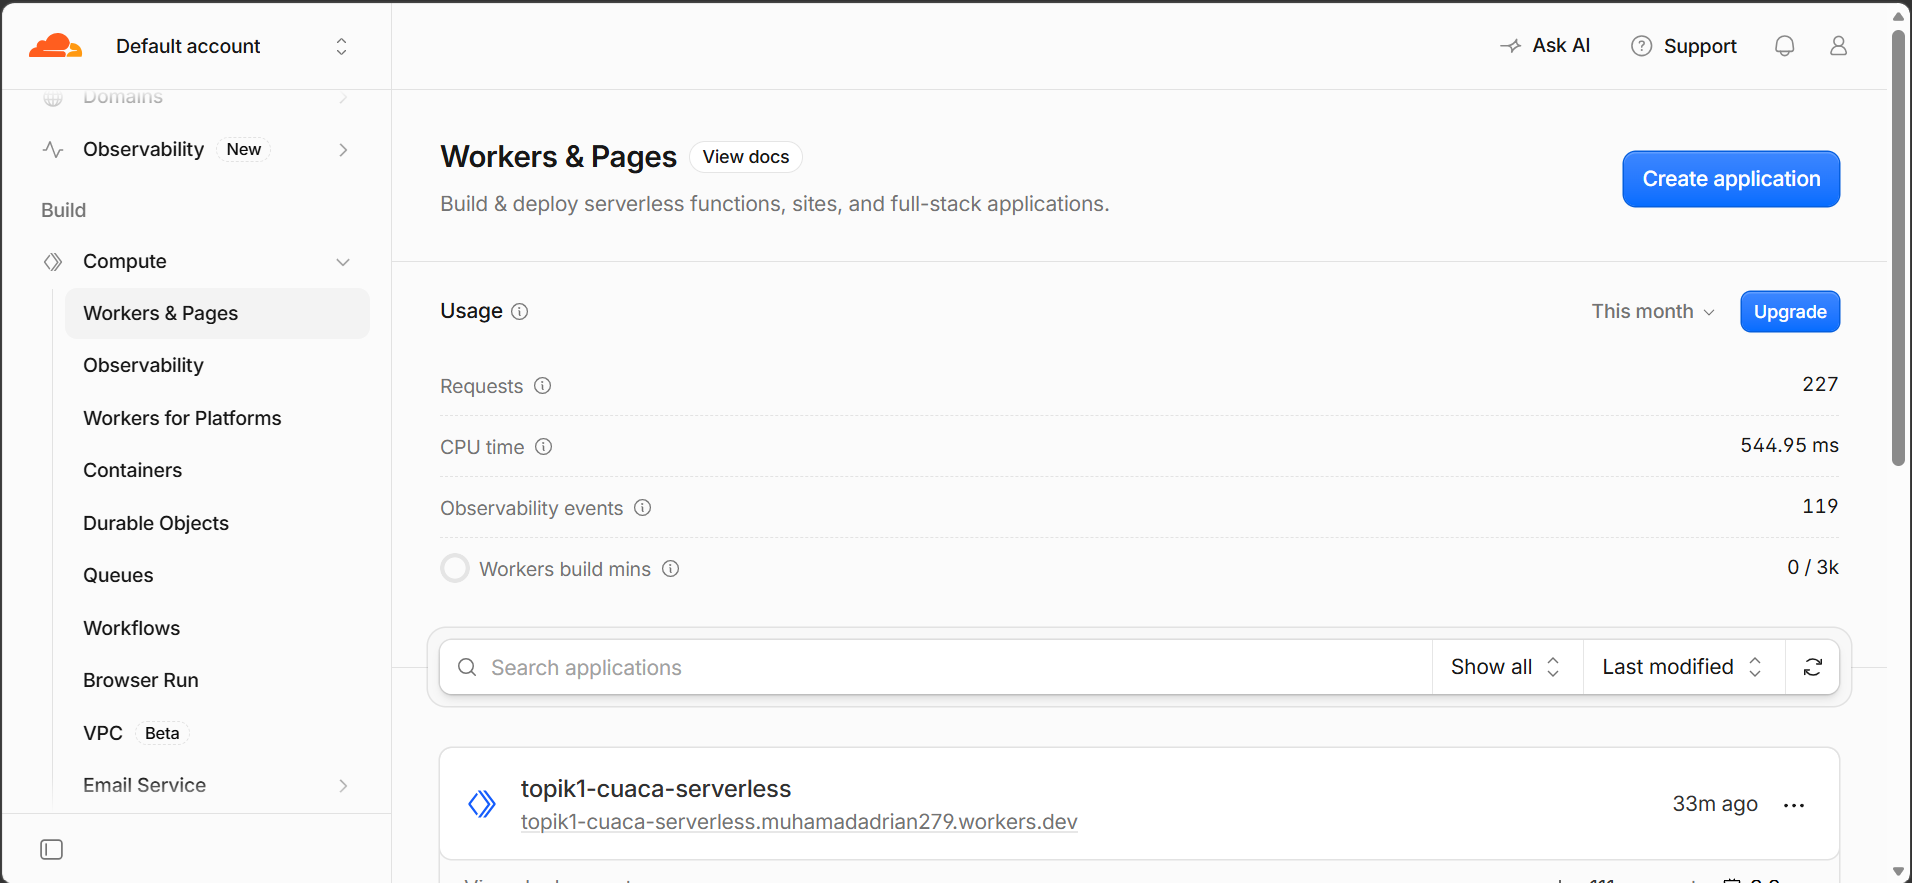 Default account
Ask AI
Support
Domains
Observability New
Build
Compute
Workers & Pages
Observability
Workers for Platforms
Containers
Durable Objects
Queues
Workflows
Browser Run
VPC Beta
Email Service
Workers & Pages View docs
Build & deploy serverless functions, sites, and full-stack applications.
Create application
Usage
This month
Upgrade
Requests 227
CPU time 544.95 ms
Observability events 119
Workers build mins 0 / 3k
Search applications
Show all
Last modified
topik1-cuaca-serverless
topik1-cuaca-serverless.muhamadadrian279.workers.dev
33m ago